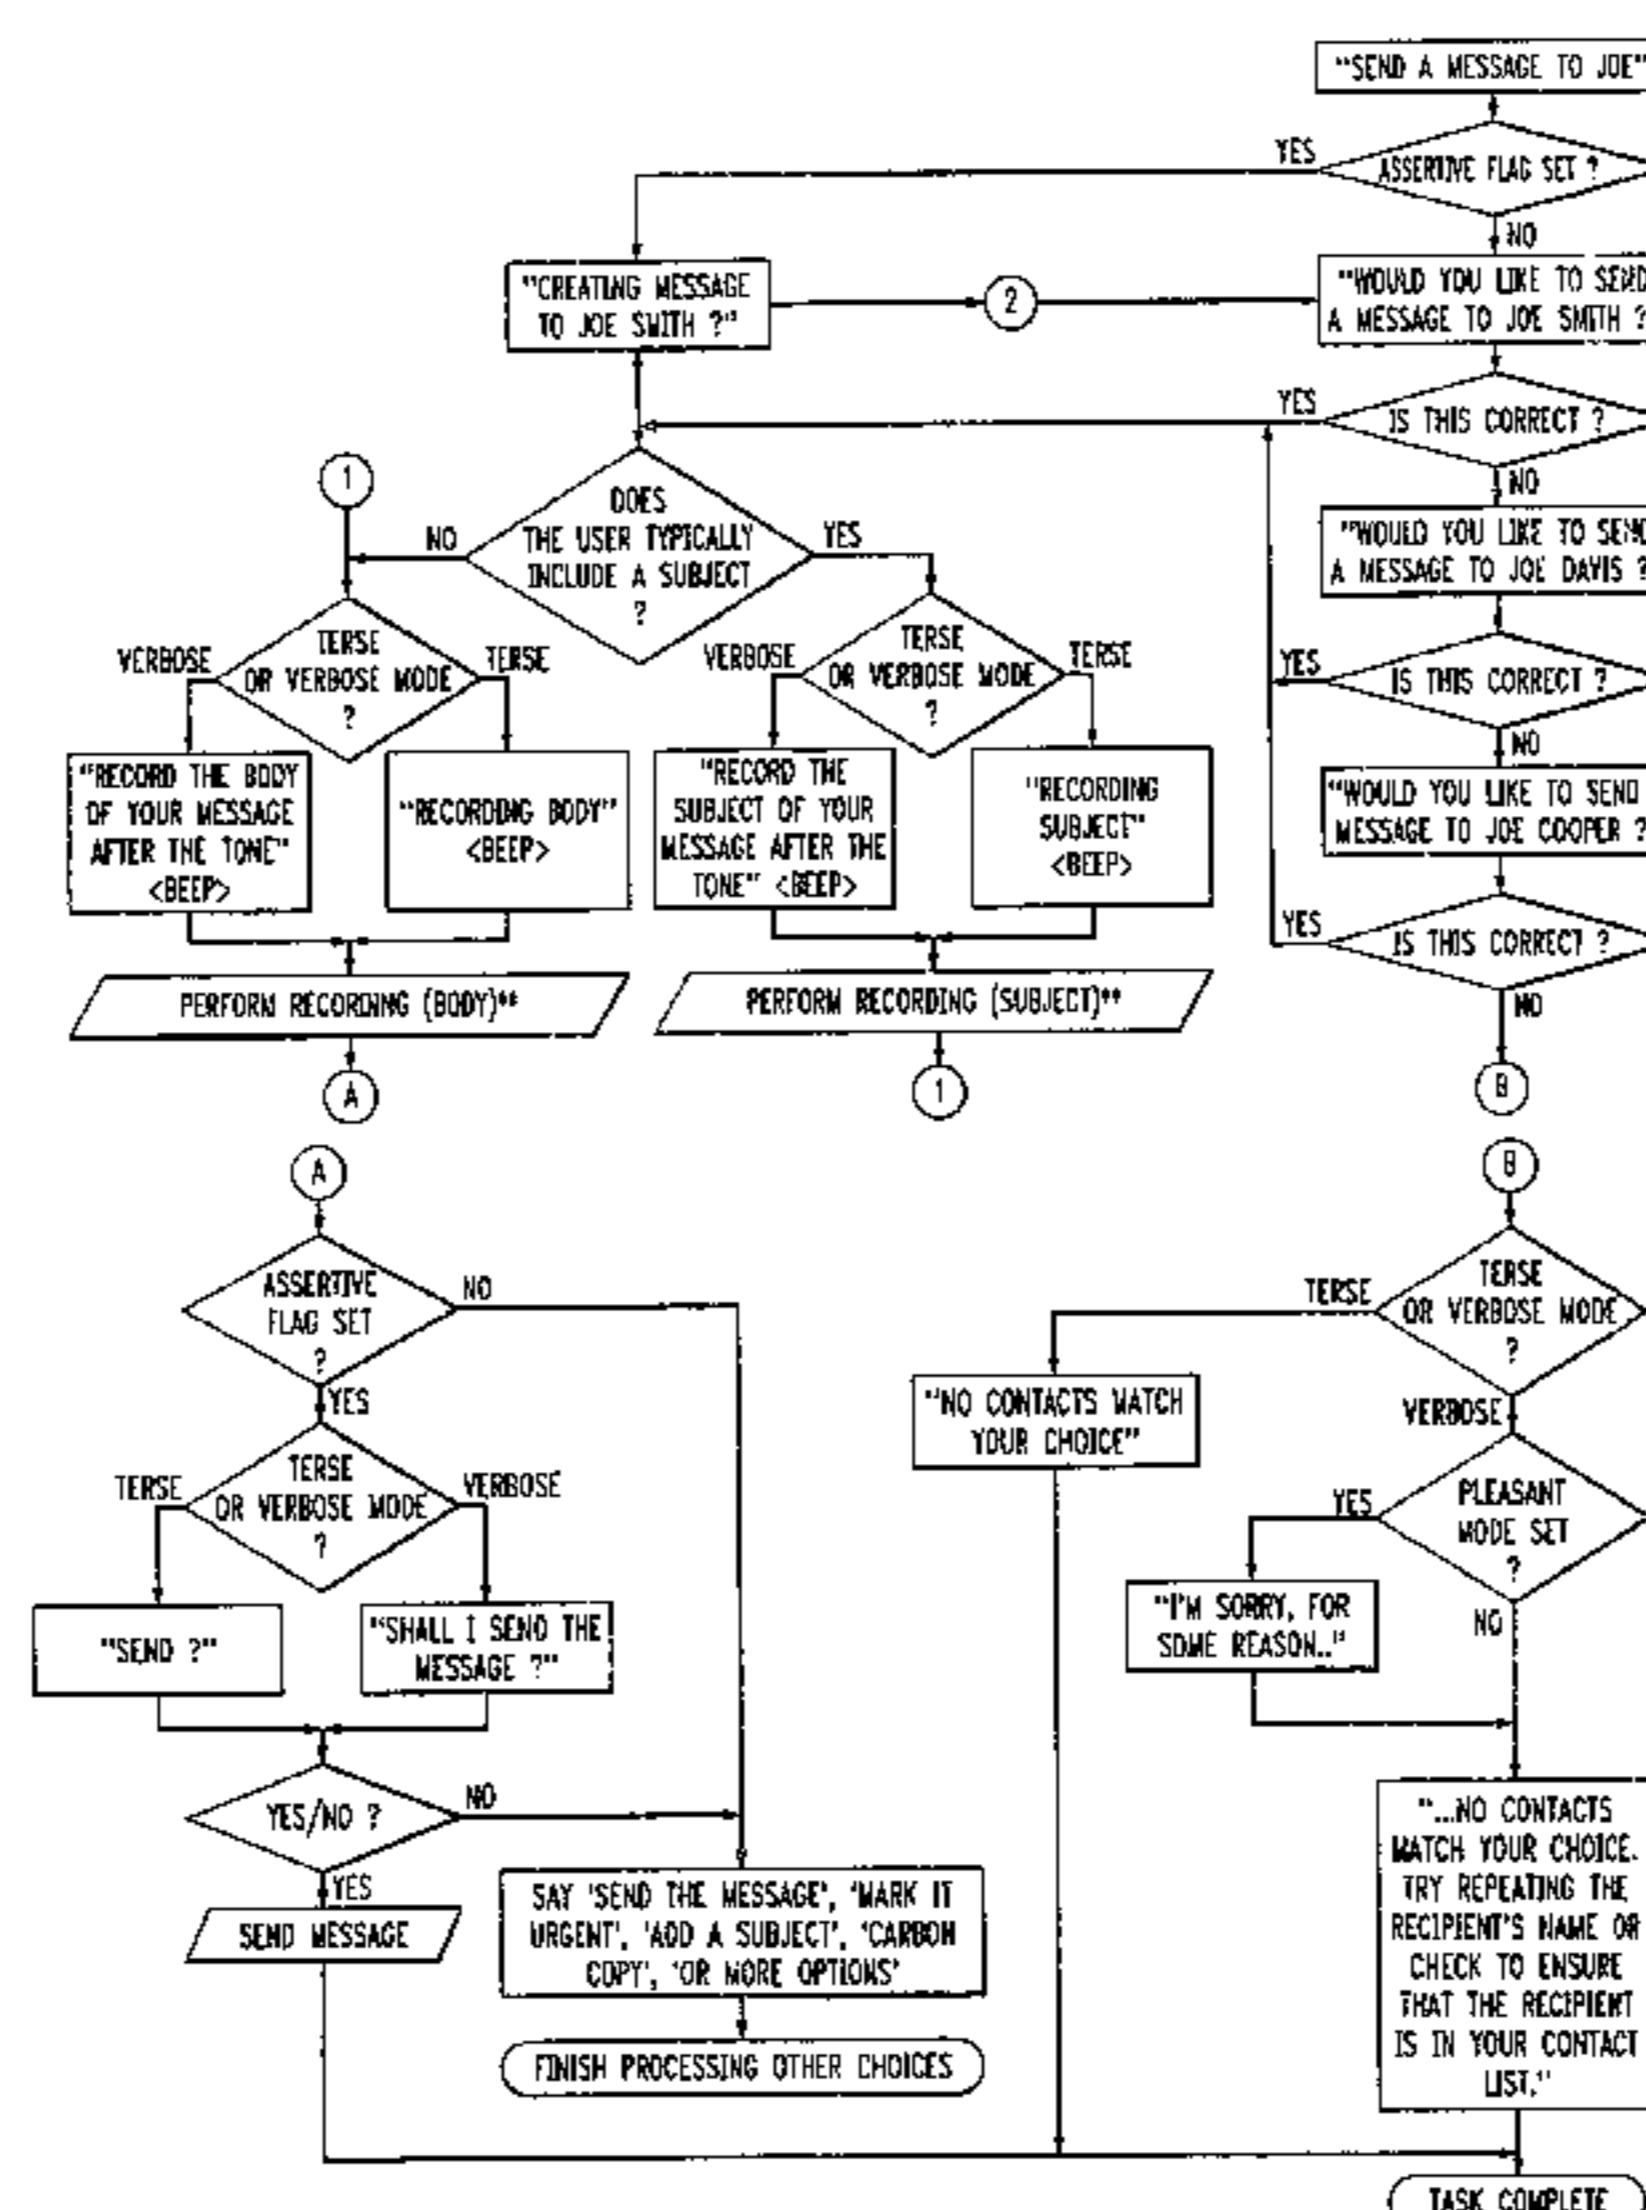 "SEND A MESSAGE TO JOE"
ASSERTIVE FLAG SET ?
YES
NO
"CREATING MESSAGE
TO JOE SMITH ?"
2
"WOULD YOU LIKE TO SEND
A MESSAGE TO JOE SMITH ?
YES
IS THIS CORRECT ?
NO
"WOULD YOU LIKE TO SEND
A MESSAGE TO JOE DAVIS ?
YES
IS THIS CORRECT ?
NO
"WOULD YOU LIKE TO SEND
MESSAGE TO JOE COOPER ?
YES
IS THIS CORRECT ?
NO
B
1
DOES
THE USER TYPICALLY
INCLUDE A SUBJECT
?
NO
YES
TERSE
OR VERBOSE MODE
?
VERBOSE
TERSE
"RECORD THE BODY
OF YOUR MESSAGE
AFTER THE TONE"
<BEEP>
"RECORDING BODY"
<BEEP>
PERFORM RECORDING (BODY)**
A
TERSE
OR VERBOSE MODE
?
VERBOSE
TERSE
"RECORD THE
SUBJECT OF YOUR
MESSAGE AFTER THE
TONE" <BEEP>
"RECORDING
SUBJECT"
<BEEP>
PERFORM RECORDING (SUBJECT)**
1
A
ASSERTIVE
FLAG SET
?
NO
YES
TERSE
OR VERBOSE MODE
?
TERSE
VERBOSE
"SEND ?"
"SHALL I SEND THE
MESSAGE ?"
YES/NO ?
NO
YES
SEND MESSAGE
SAY 'SEND THE MESSAGE', 'MARK IT
URGENT', 'ADD A SUBJECT', 'CARBON
COPY', 'OR MORE OPTIONS'
FINISH PROCESSING OTHER CHOICES
B
TERSE
OR VERBOSE MODE
?
TERSE
VERBOSE
"NO CONTACTS MATCH
YOUR CHOICE"
PLEASANT
MODE SET
?
YES
NO
"I'M SORRY, FOR
SOME REASON.."
"...NO CONTACTS
MATCH YOUR CHOICE.
TRY REPEATING THE
RECIPIENT'S NAME OR
CHECK TO ENSURE
THAT THE RECIPIENT
IS IN YOUR CONTACT
LIST."
TASK COMPLETE